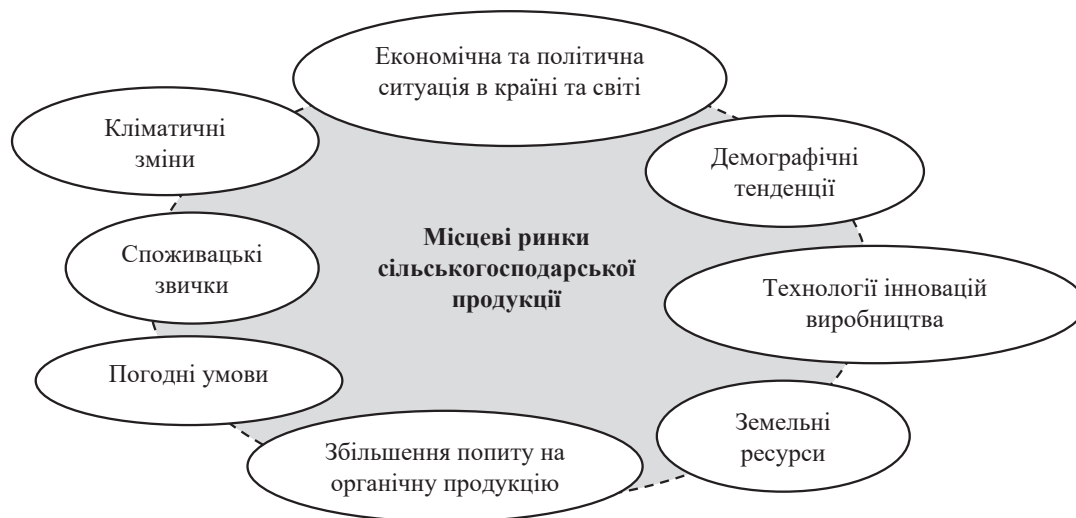 Економічна та політична
ситуація в країні та світі
Кліматичні
зміни
Демографічні
тенденції
Місцеві ринки
сільськогосподарської
продукції
Споживацькі
звички
Технології інновацій
виробництва
Погодні умови
Земельні
ресурси
Збільшення попиту на
органічну продукцію